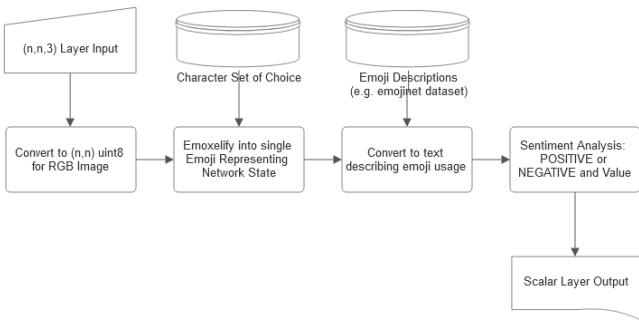 (n,n,3) Layer Input
Character Set of Choice
Emoji Descriptions
(e.g. emojinet dataset)
Convert to (n,n) uint8
for RGB Image
Emoxelify into single
Emoji Representing
Network State
Convert to text
describing emoji usage
Sentiment Analysis:
POSITIVE or
NEGATIVE and Value
Scalar Layer Output